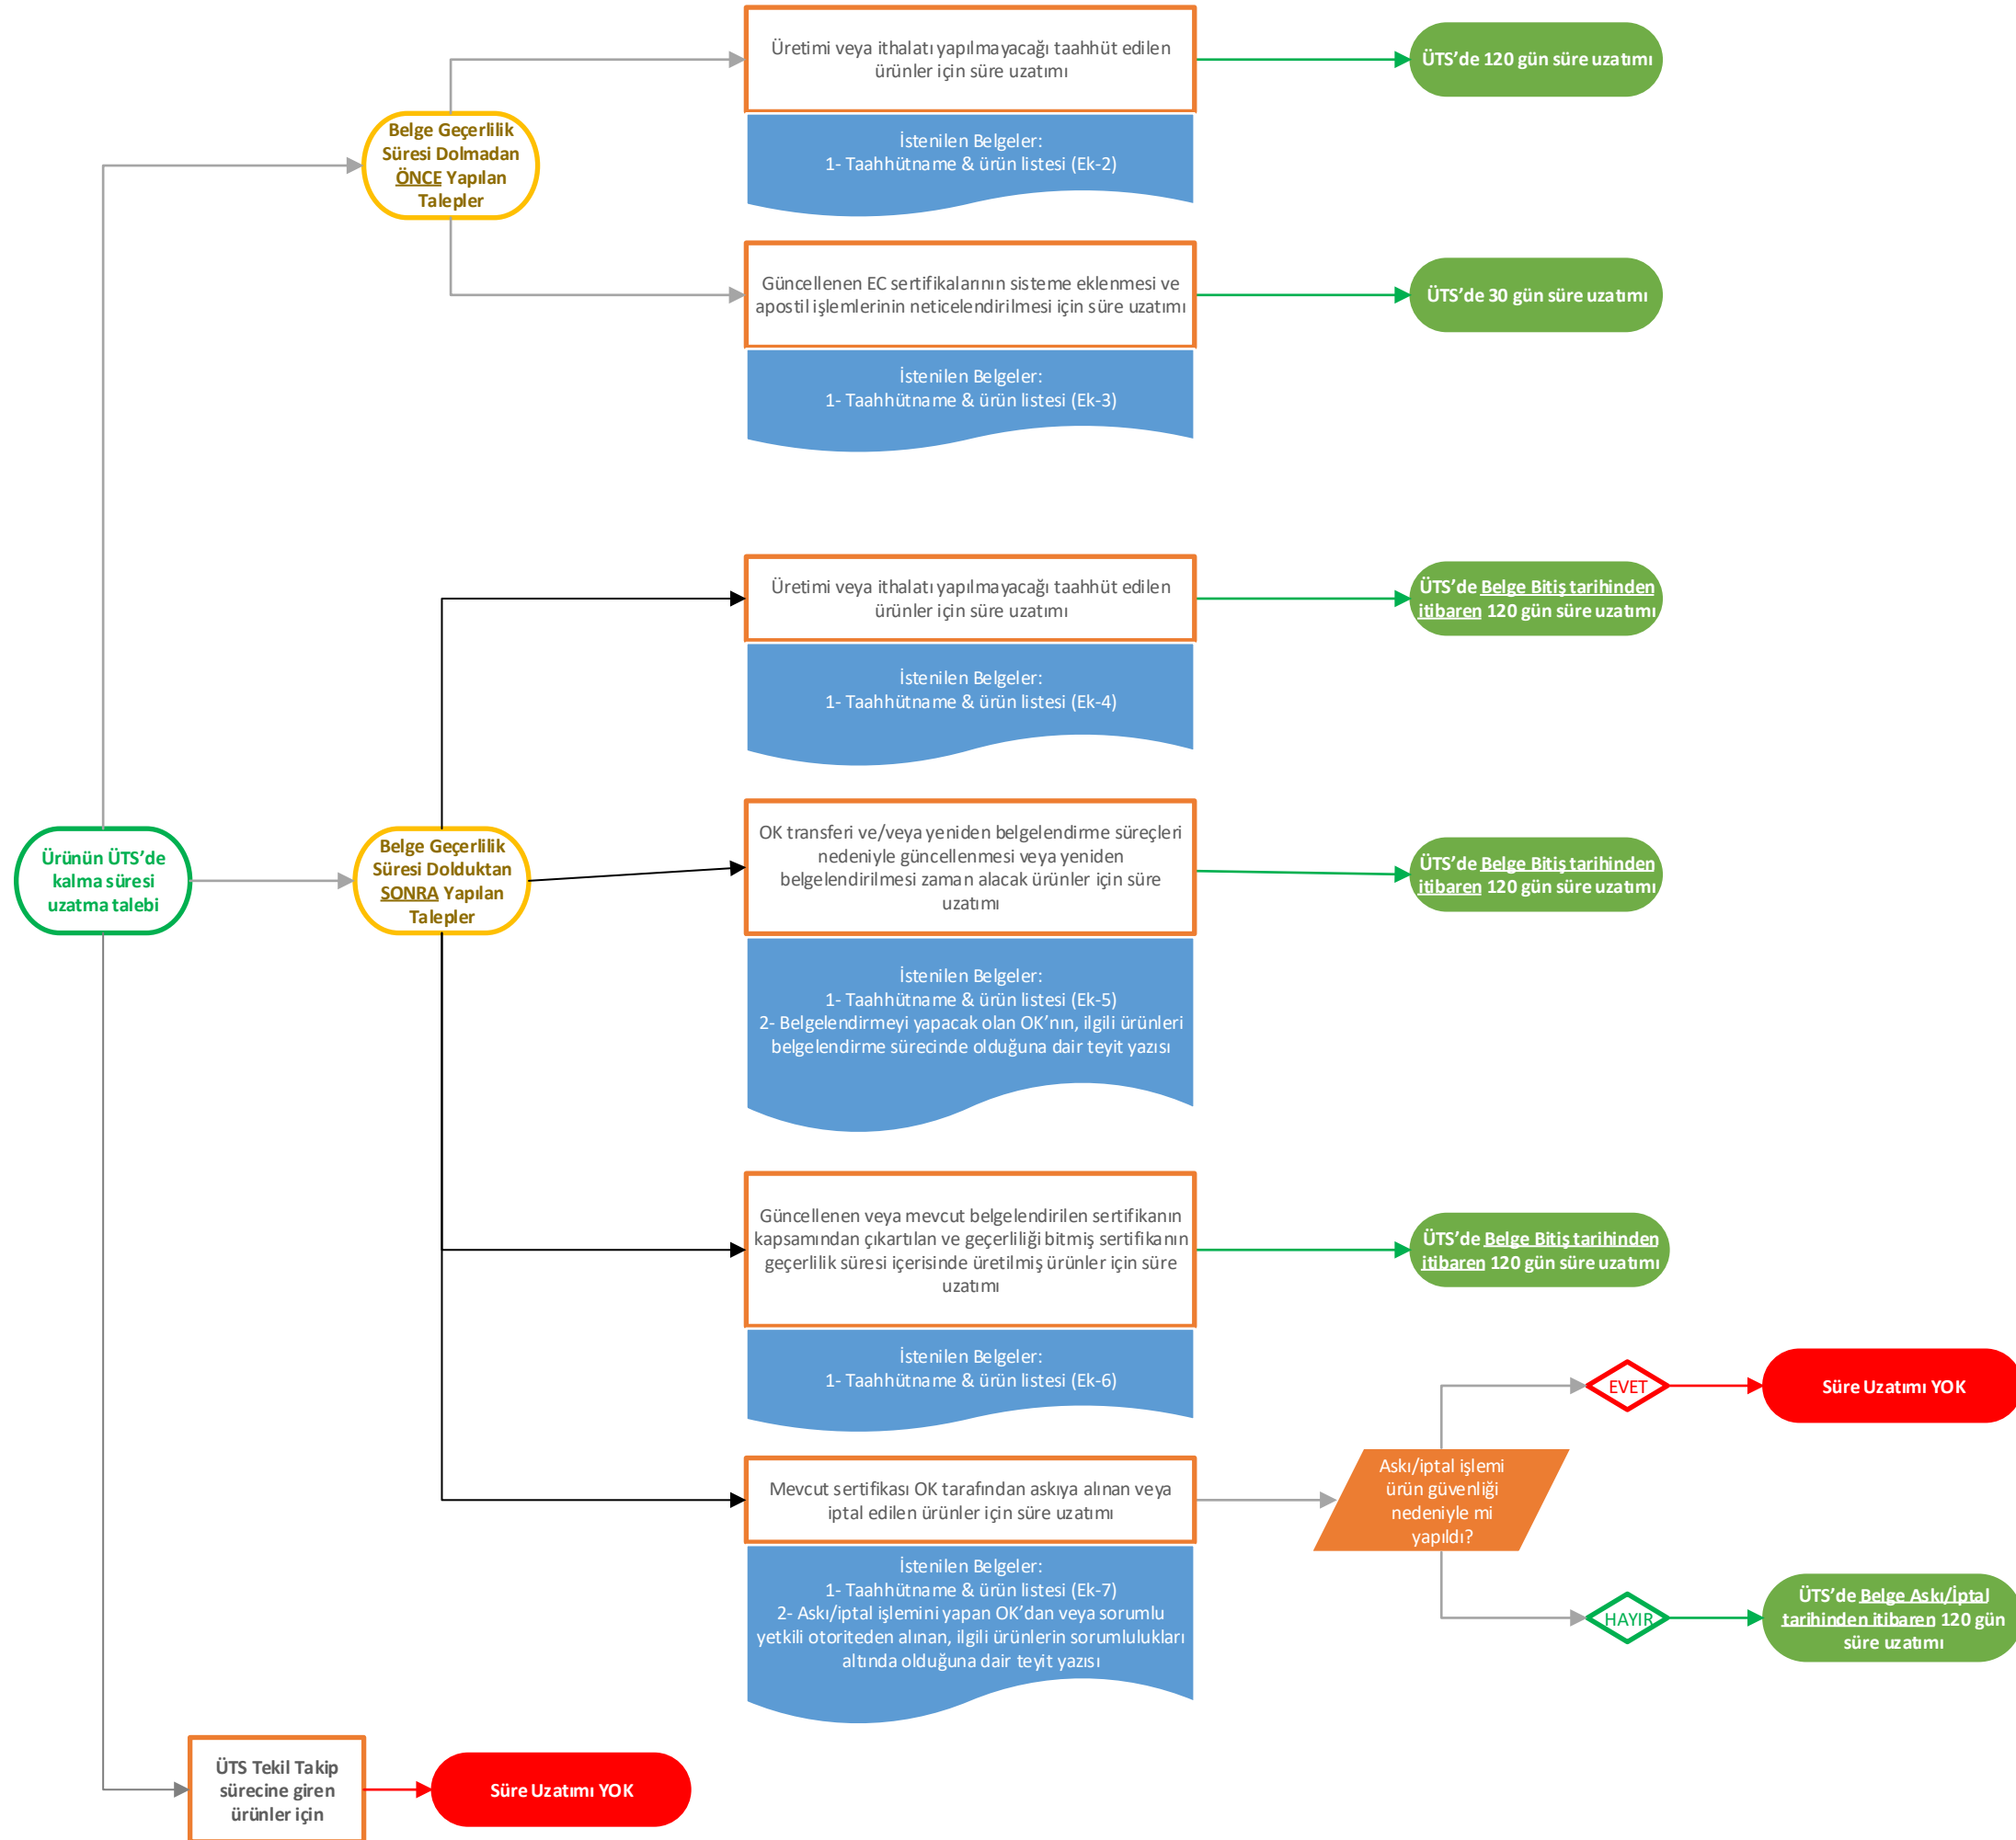 Üretimi veya ithalatı yapılmayacağı taahhüt edilen
ürünler için süre uzatımı
ÜTS’de 120 gün süre uzatımı
Belge Geçerlilik
Süresi Dolmadan
ÖNCE Yapılan
Talepler
İstenilen Belgeler:
1- Taahhütname & ürün listesi (Ek-2)
Güncellenen EC sertifikalarının sisteme eklenmesi ve
apostil işlemlerinin neticelendirilmesi için süre uzatımı
ÜTS’de 30 gün süre uzatımı
İstenilen Belgeler:
1- Taahhütname & ürün listesi (Ek-3)
Üretimi veya ithalatı yapılmayacağı taahhüt edilen
ürünler için süre uzatımı
ÜTS’de Belge Bitiş tarihinden
itibaren 120 gün süre uzatımı
İstenilen Belgeler:
1- Taahhütname & ürün listesi (Ek-4)
Ürünün ÜTS’de
kalma süresi
uzatma talebi
Belge Geçerlilik
Süresi Dolduktan
SONRA Yapılan
Talepler
OK transferi ve/veya yeniden belgelendirme süreçleri
nedeniyle güncellenmesi veya yeniden
belgelendirilmesi zaman alacak ürünler için süre
uzatımı
ÜTS’de Belge Bitiş tarihinden
itibaren 120 gün süre uzatımı
İstenilen Belgeler:
1- Taahhütname & ürün listesi (Ek-5)
2- Belgelendirmeyi yapacak olan OK’nın, ilgili ürünleri
belgelendirme sürecinde olduğuna dair teyit yazısı
Güncellenen veya mevcut belgelendirilen sertifikanın
kapsamından çıkartılan ve geçerliliği bitmiş sertifikanın
geçerlilik süresi içerisinde üretilmiş ürünler için süre
uzatımı
ÜTS’de Belge Bitiş tarihinden
itibaren 120 gün süre uzatımı
İstenilen Belgeler:
1- Taahhütname & ürün listesi (Ek-6)
EVET
Süre Uzatımı YOK
Mevcut sertifikası OK tarafından askıya alınan veya
iptal edilen ürünler için süre uzatımı
Askı/iptal işlemi
ürün güvenliği
nedeniyle mi
yapıldı?
İstenilen Belgeler:
1- Taahhütname & ürün listesi (Ek-7)
2- Askı/iptal işlemini yapan OK’dan veya sorumlu
yetkili otoriteden alınan, ilgili ürünlerin sorumlulukları
altında olduğuna dair teyit yazısı
HAYIR
ÜTS’de Belge Askı/İptal
tarihinden itibaren 120 gün
süre uzatımı
ÜTS Tekil Takip
sürecine giren
ürünler için
Süre Uzatımı YOK